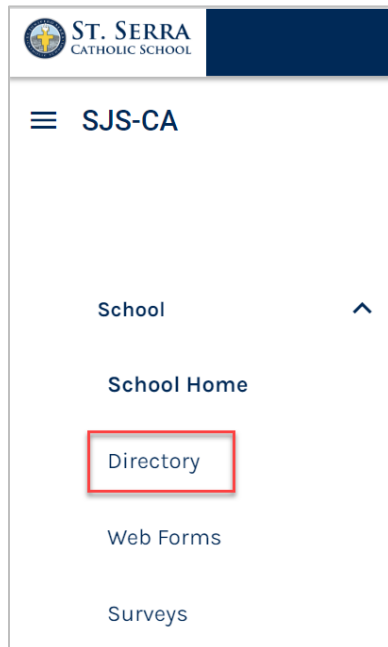 ST. SERRA
CATHOLIC SCHOOL
SJS-CA
School
School Home
Directory
Web Forms
Surveys